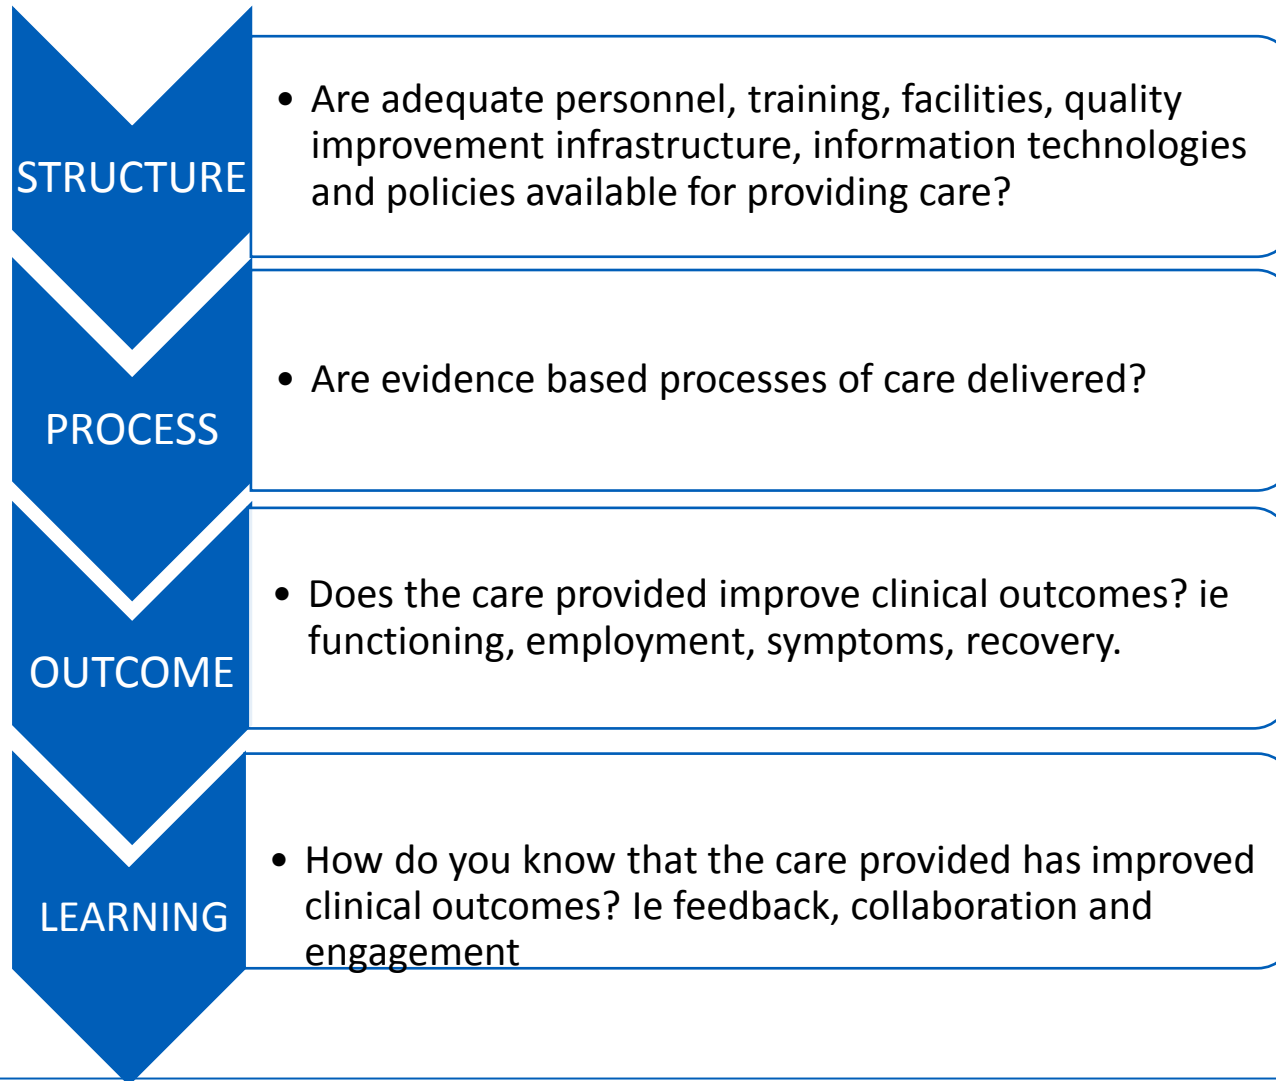 STRUCTURE
• Are adequate personnel, training, facilities, quality
improvement infrastructure, information technologies
and policies available for providing care?
PROCESS
• Are evidence based processes of care delivered?
OUTCOME
• Does the care provided improve clinical outcomes? ie
functioning, employment, symptoms, recovery.
LEARNING
• How do you know that the care provided has improved
clinical outcomes? Ie feedback, collaboration and
engagement